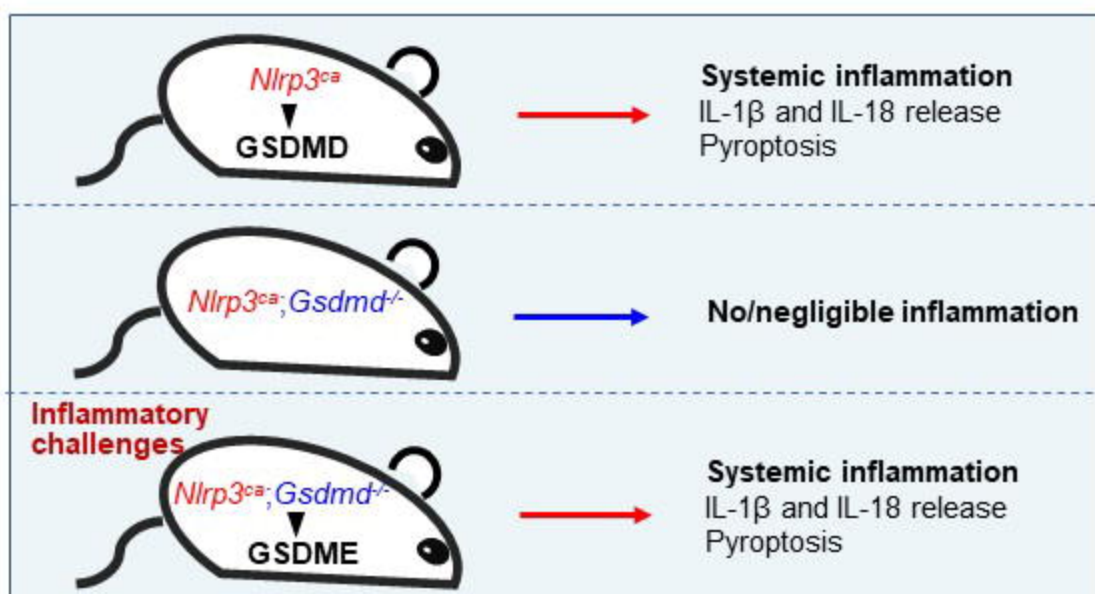 Nlrp3ca
GSDMD
Systemic inflammation
IL-1β and IL-18 release
Pyroptosis
Nlrp3ca;Gsdmd-/-
No/negligible inflammation
Inflammatory
challenges
Nlrp3ca;Gsdmd-/-
GSDME
Systemic inflammation
IL-1β and IL-18 release
Pyroptosis